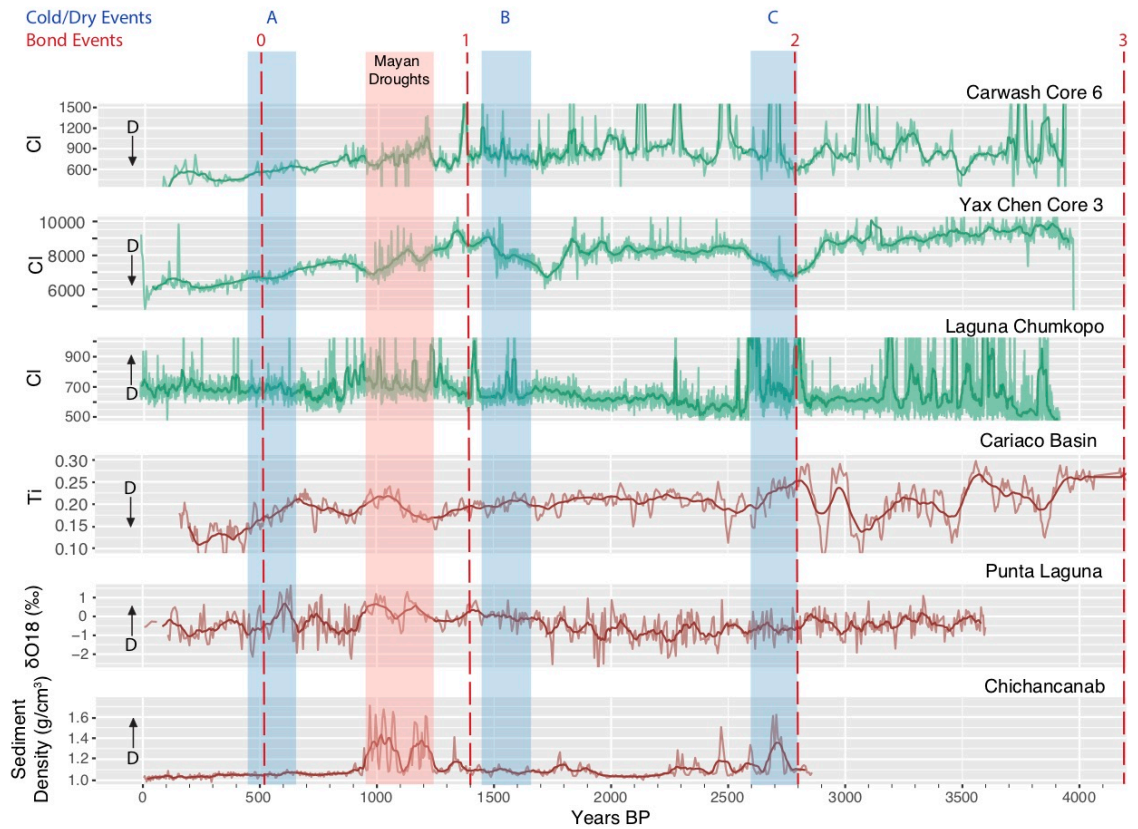 Cold/Dry Events A B C
Bond Events 0 1 2 3
Mayan
Droughts
Carwash Core 6
Cl
1500
1200
900
600
D
Yax Chen Core 3
Cl
10000
8000
6000
D
Laguna Chumkopo
Cl
900
700
500
D
Cariaco Basin
Ti
0.30
0.25
0.20
0.15
0.10
D
Punta Laguna
δO18 (‰)
1
0
−1
−2
D
Chichancanab
Sediment
Density (g/cm³)
1.6
1.4
1.2
1.0
D
0 500 1000 1500 2000 2500 3000 3500 4000
Years BP